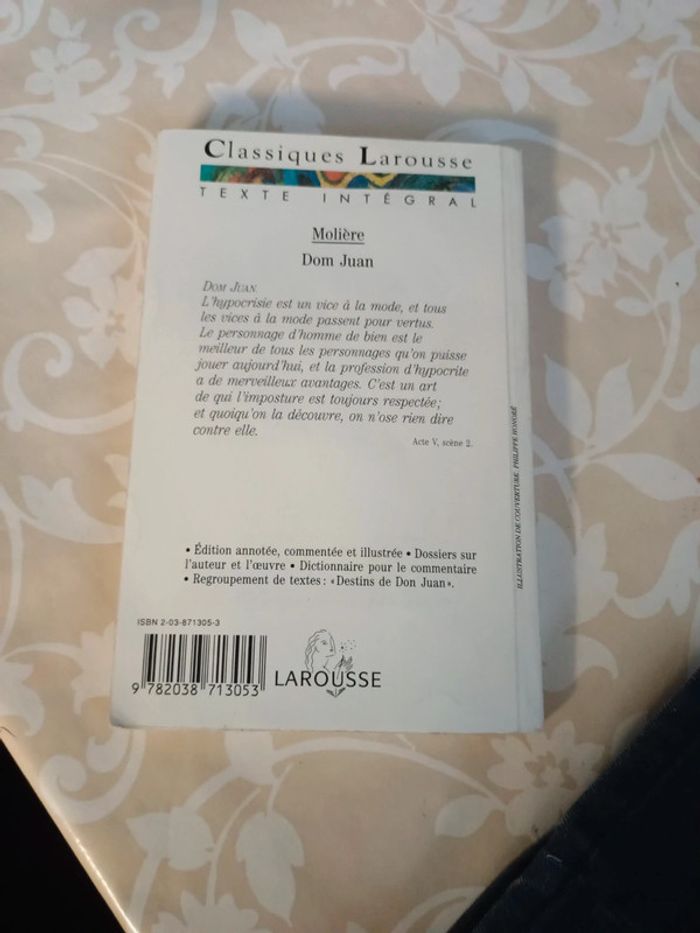 Classiques Larousse
TEXTE INTÉGRAL
Molière
Dom Juan
DOM JUAN.
L'hypocrisie est un vice à la mode, et tous
les vices à la mode passent pour vertus.
Le personnage d'homme de bien est le
meilleur de tous les personnages qu'on puisse
jouer aujourd'hui, et la profession d'hypocrite
a de merveilleux avantages. C'est un art
de qui l'imposture est toujours respectée;
et quoiqu'on la découvre, on n'ose rien dire
contre elle.
Acte V, scène 2.
• Édition annotée, commentée et illustrée • Dossiers sur
l'auteur et l'œuvre • Dictionnaire pour le commentaire
• Regroupement de textes : «Destins de Don Juan».
ILLUSTRATION DE COUVERTURE: PHILIPPE HONORÉ
ISBN 2-03-871305-3
9 782038 713053
LAROUSSE